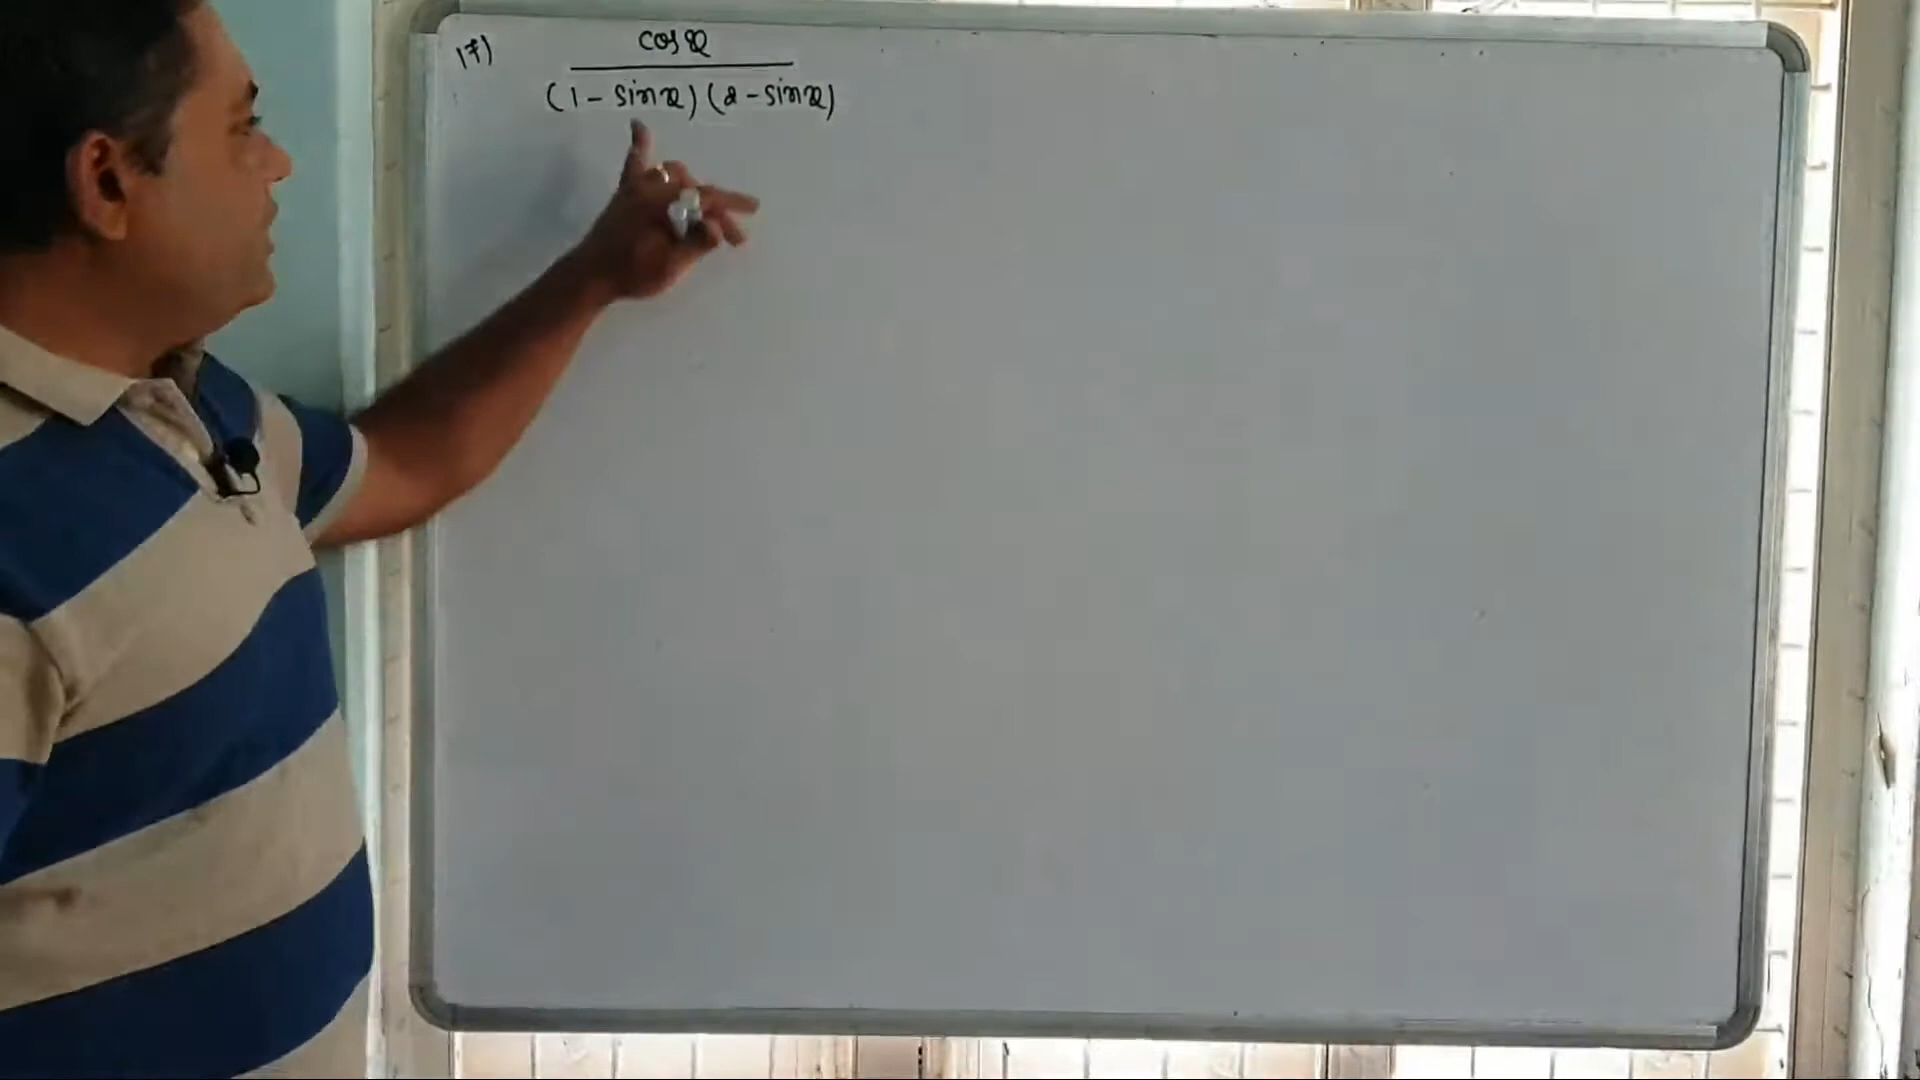 17) cos x
(1 - sin x) (2 - sin x)